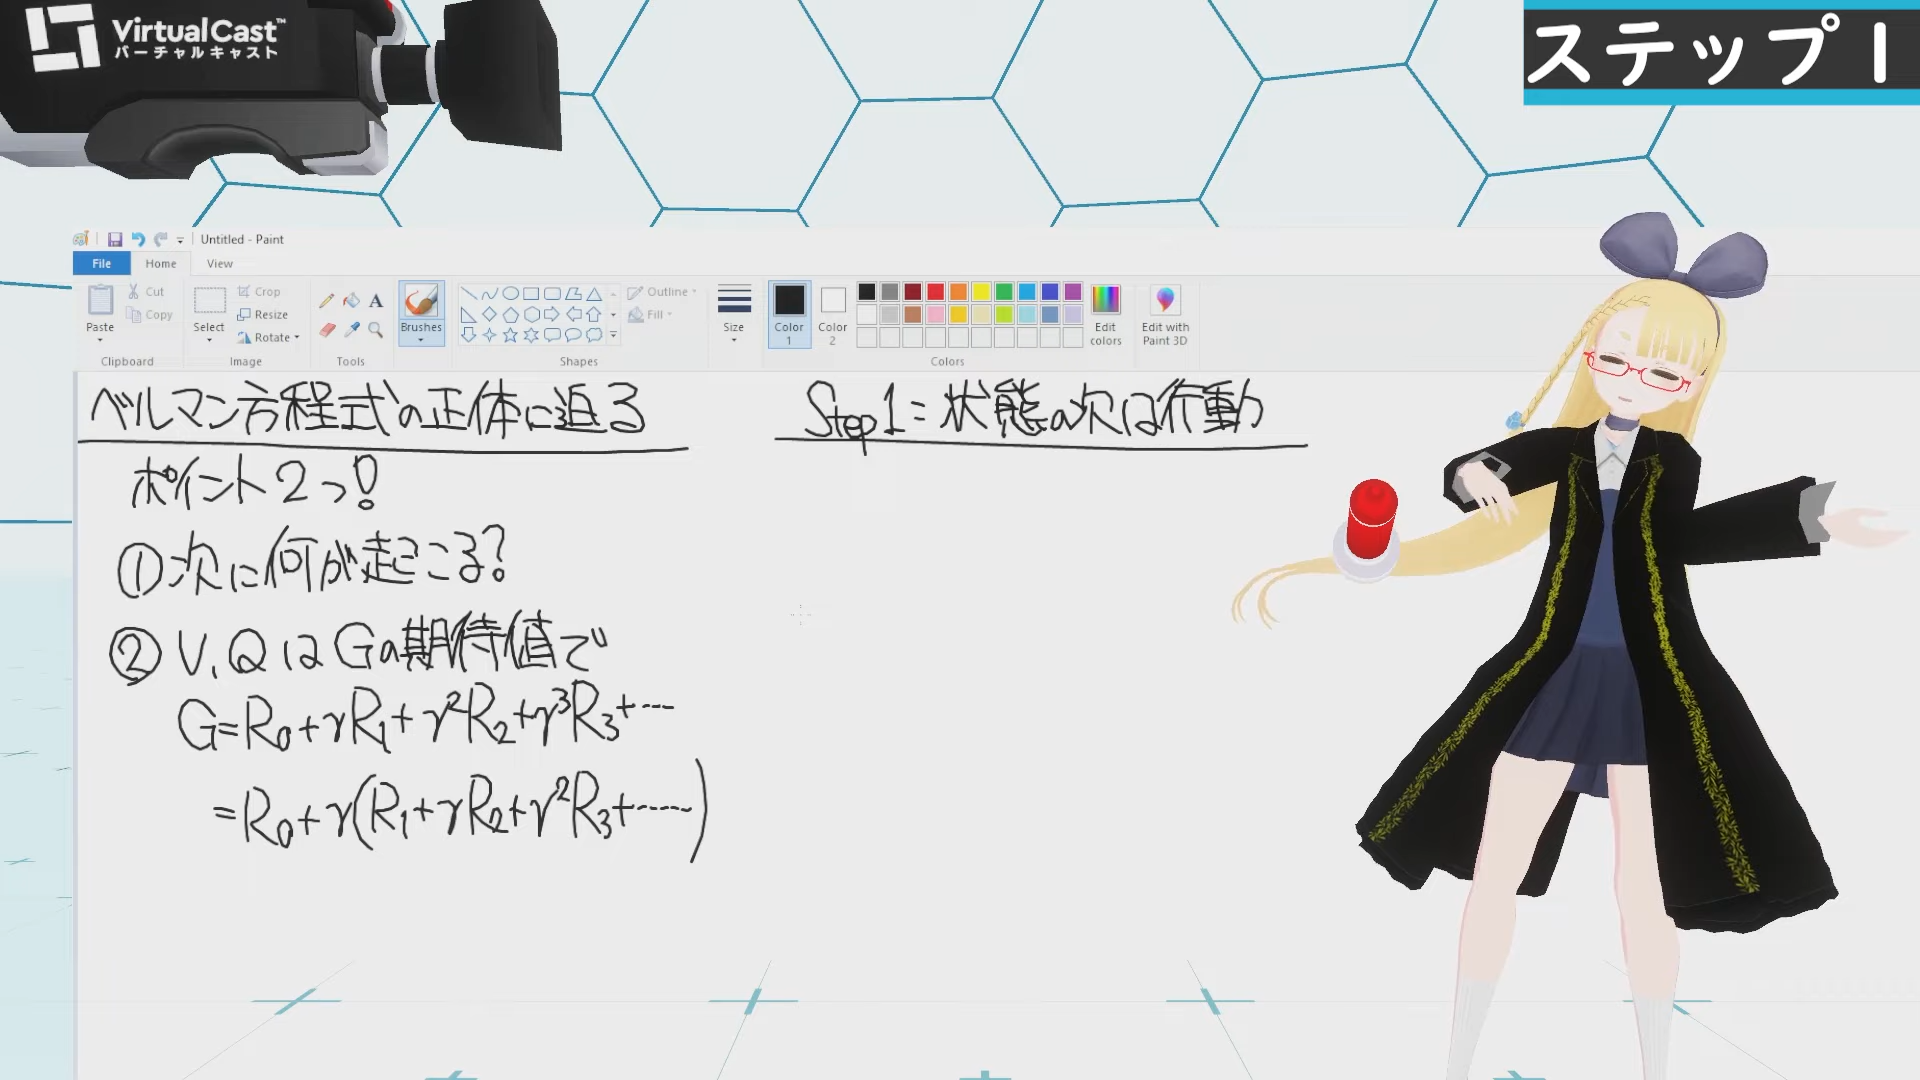 VirtualCast™
バーチャルキャスト
ステップ1
Untitled - Paint
File Home View
Paste
Cut
Copy
Clipboard
Select
Crop
Resize
Rotate
Image
A
Tools
Brushes
Outline
Fill
Shapes
Size
Color 1
Color 2
Edit colors
Colors
Edit with Paint 3D
ベルマン方程式の正体に迫る
ポイント2つ!
①次に何が起こる?
② V,QはGの期待値で
G=R₀+γR₁+γ²R₂+γ³R₃+…
=R₀+γ(R₁+γR₂+γ²R₃+……)
Step1:状態の次は行動